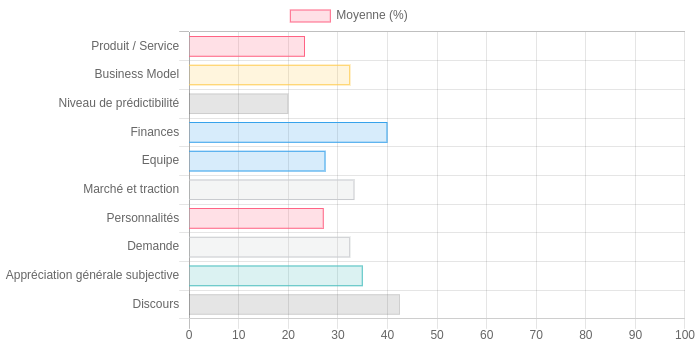 Moyenne (%)
Produit / Service
Business Model
Niveau de prédictibilité
Finances
Equipe
Marché et traction
Personnalités
Demande
Appréciation générale subjective
Discours
0 10 20 30 40 50 60 70 80 90 100